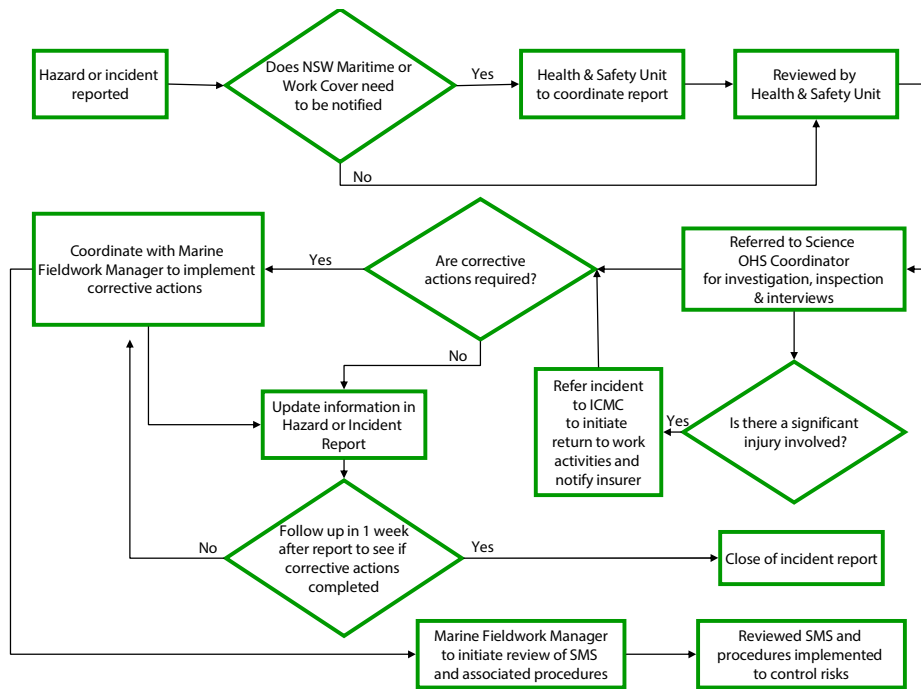 Hazard or incident
reported
Does NSW Maritime or
Work Cover need
to be notified
Yes
No
Health & Safety Unit
to coordinate report
Reviewed by
Health & Safety Unit
Coordinate with Marine
Fieldwork Manager to implement
corrective actions
Yes
Are corrective
actions required?
No
Referred to Science
OHS Coordinator
for investigation, inspection
& interviews
Update information in
Hazard or Incident
Report
Refer incident
to ICMC
to initiate
return to work
activities and
notify insurer
Yes
Is there a significant
injury involved?
No
Follow up in 1 week
after report to see if
corrective actions
completed
Yes
Close of incident report
Marine Fieldwork Manager
to initiate review of SMS
and associated procedures
Reviewed SMS and
procedures implemented
to control risks